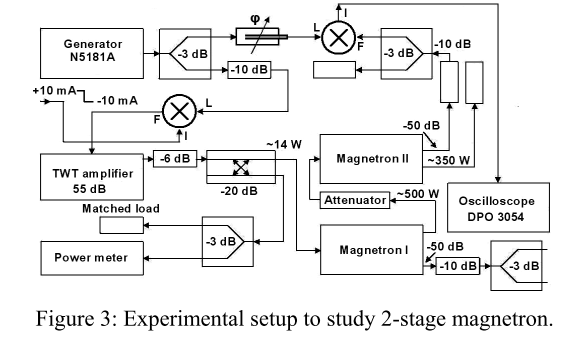 φ
I
L
F
Generator
N5181A
-3 dB
-3 dB
-10 dB
-10 dB
+10 mA
-10 mA
F
L
I
-50 dB
~14 W
Magnetron II
~350 W
TWT amplifier
55 dB
-6 dB
-20 dB
Attenuator
~500 W
Oscilloscope
DPO 3054
Matched load
-3 dB
Magnetron I
-50 dB
Power meter
-10 dB
-3 dB
Figure 3: Experimental setup to study 2-stage magnetron.